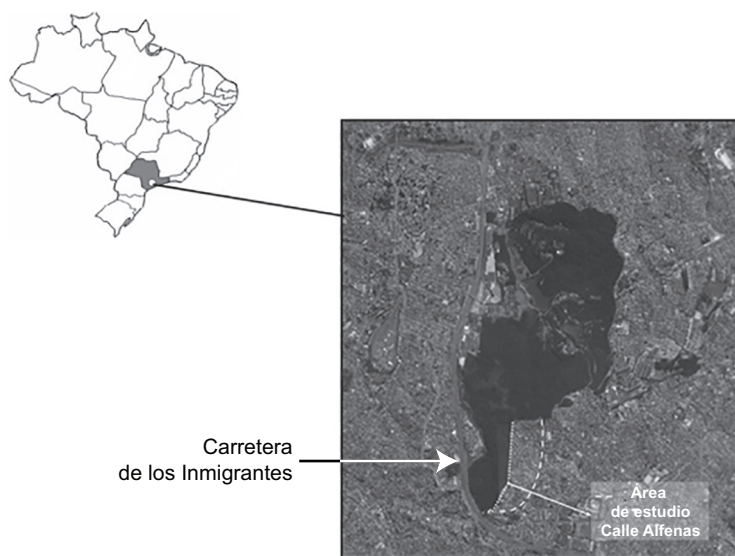 Carretera
de los Inmigrantes
Área
de estudio
Calle Alfenas